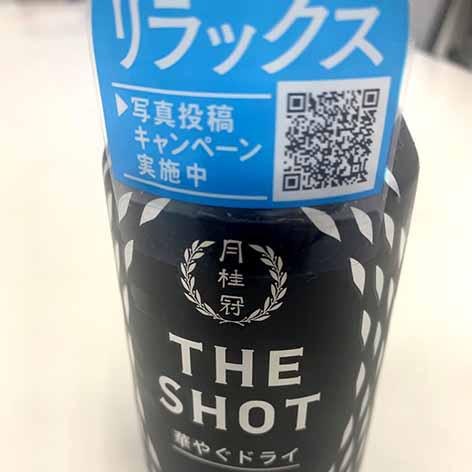 リラックス
▶写真投稿
キャンペーン
実施中
月桂冠
THE
SHOT
華やぐドライ